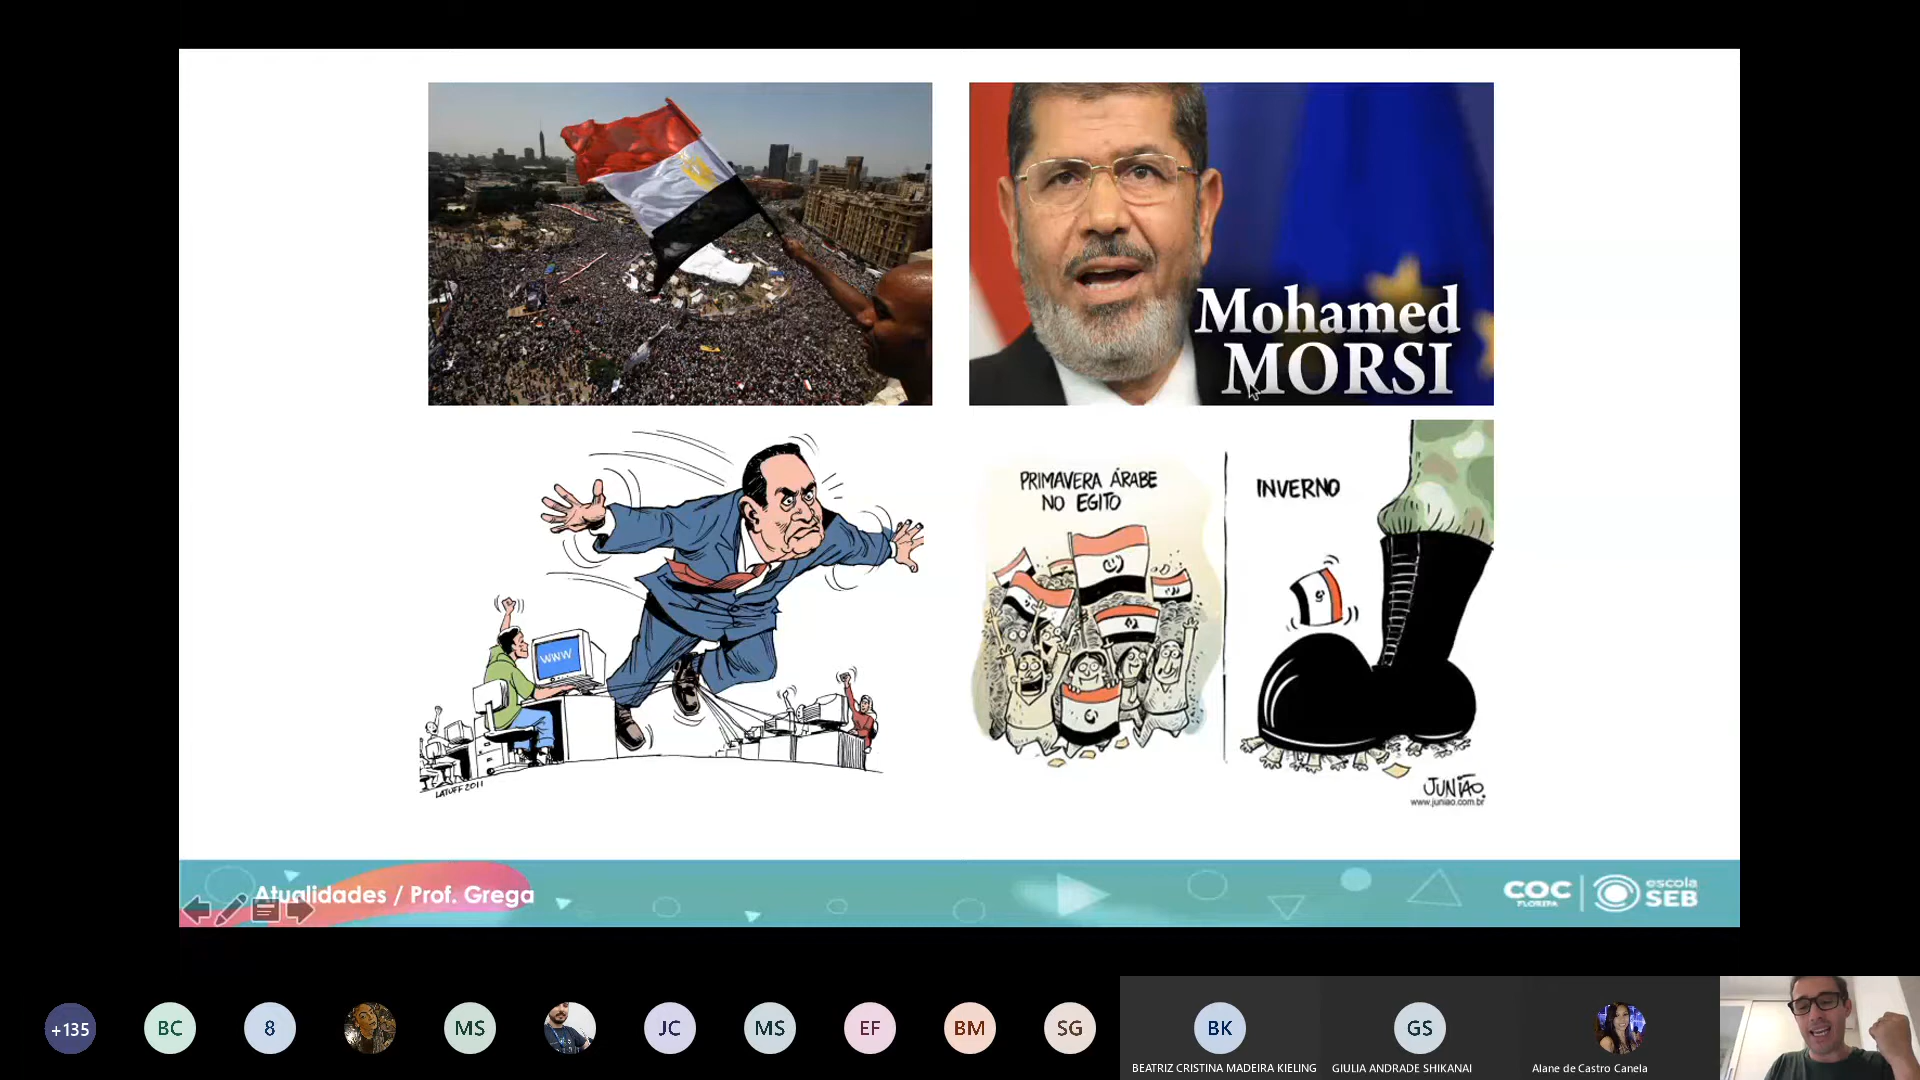 Mohamed
MORSI
WWW
LATUFF 2011
PRIMAVERA ÁRABE
NO EGITO
INVERNO
JUNIÃO
www.juniao.com.br
Atualidades / Prof. Grega
COC
FLORIPA
escola
SEB
+135
BC
8
MS
JC
MS
EF
BM
SG
BK
GS
BEATRIZ CRISTINA MADEIRA KIELING
GIULIA ANDRADE SHIKANAI
Alane de Castro Canela